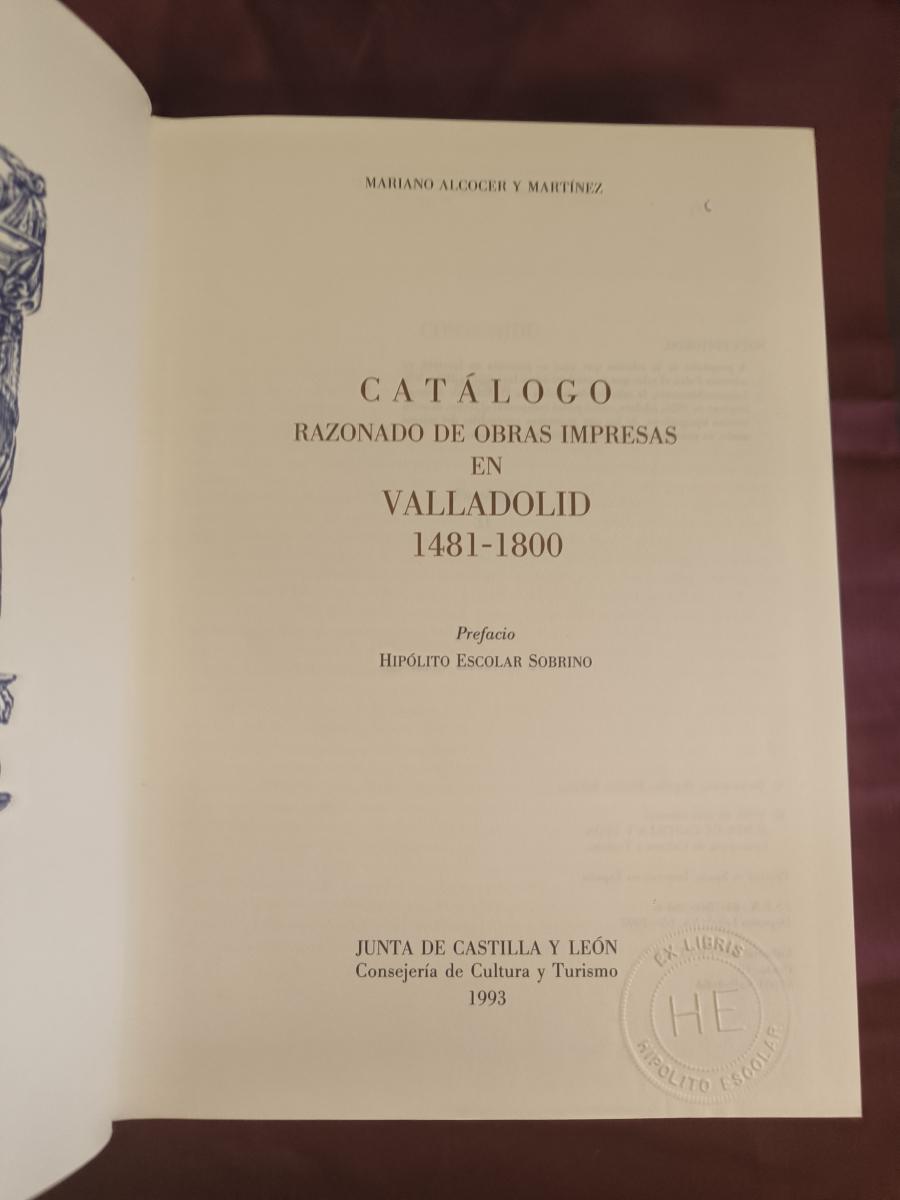 MARIANO ALCOCER Y MARTÍNEZ
CATÁLOGO
RAZONADO DE OBRAS IMPRESAS
EN
VALLADOLID
1481-1800
Prefacio
HIPÓLITO ESCOLAR SOBRINO
JUNTA DE CASTILLA Y LEÓN
Consejería de Cultura y Turismo
1993
EX LIBRIS
HE
HIPOLITO ESCOLAR